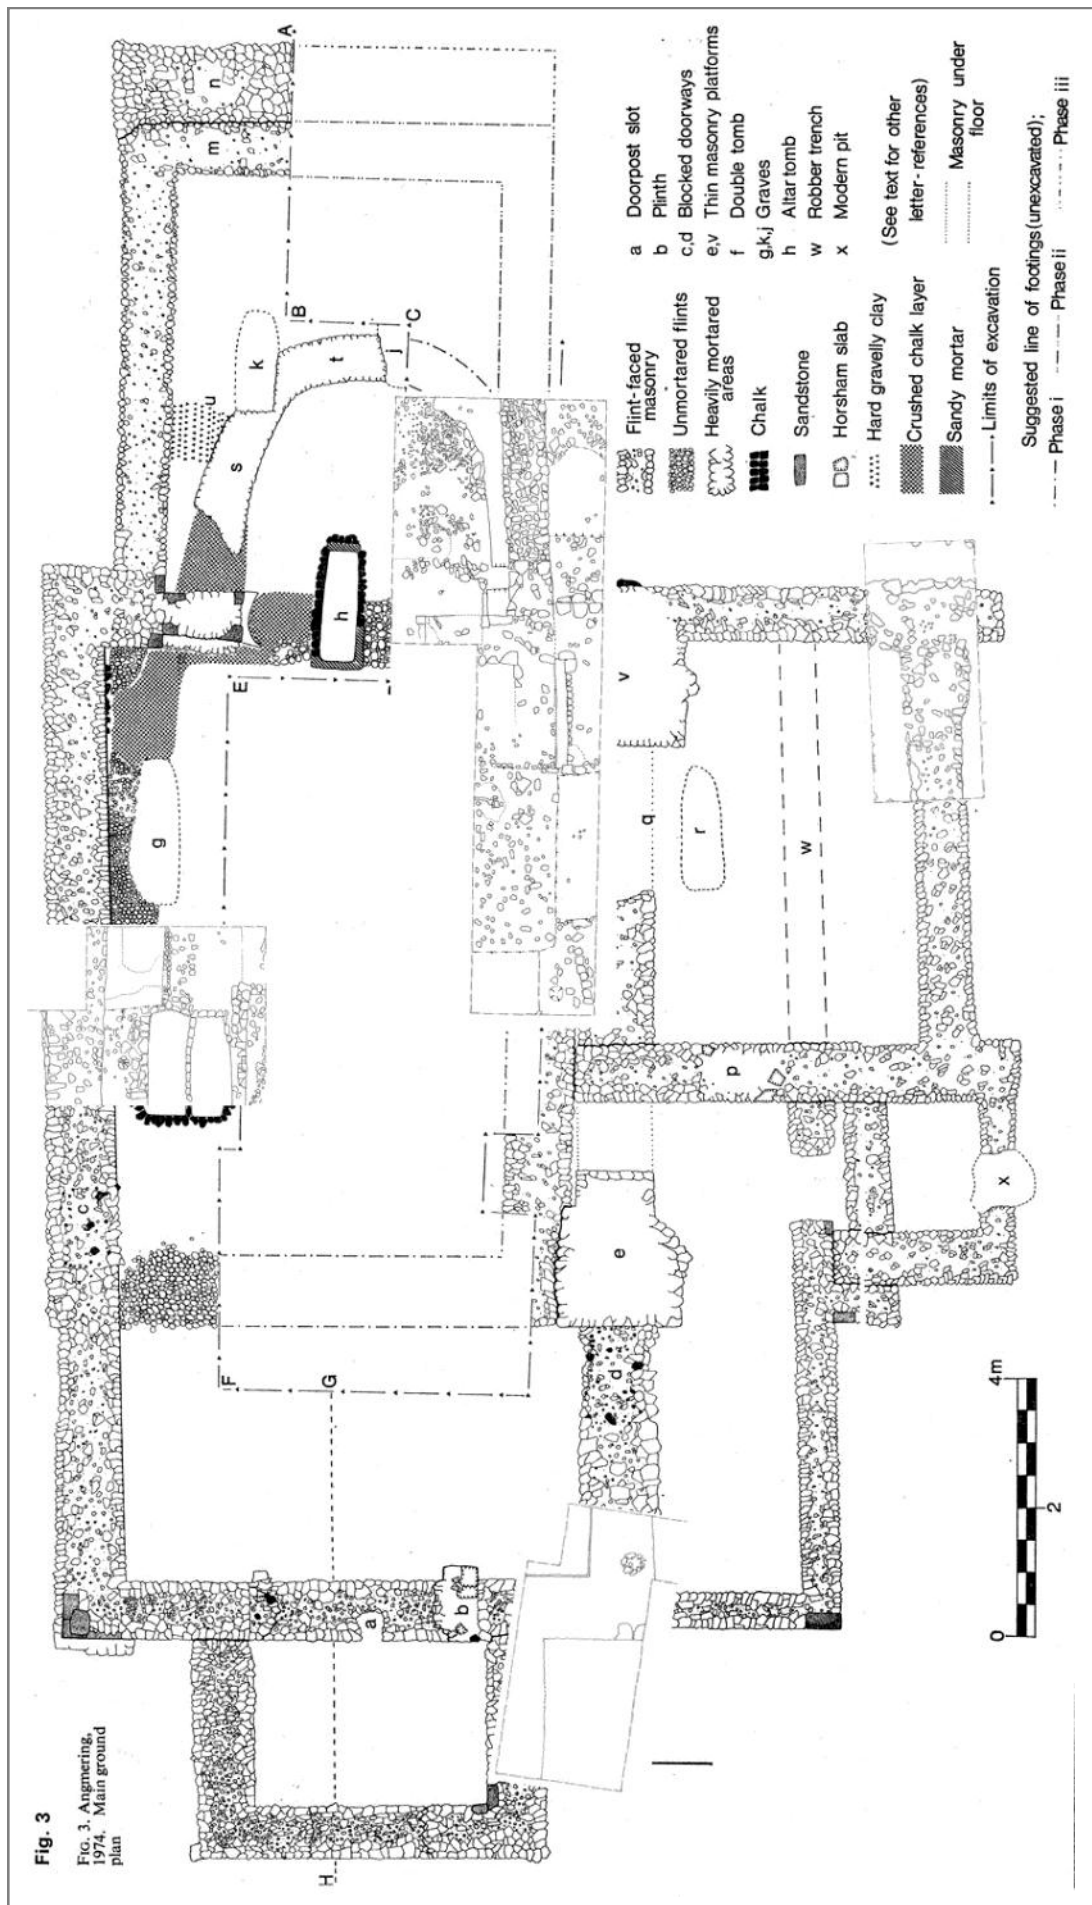 Fig. 3
FIG. 3. Angmering,
1974. Main ground
plan
A
n
m
B
C
k
t
j
u
s
h
E
g
v
q
r
w
c
p
x
e
F
G
d
a
b
H
0
2
4m
a Doorpost slot
b Plinth
c,d Blocked doorways
e,v Thin masonry platforms
f Double tomb
g,k,j Graves
h Altar tomb
w Robber trench
x Modern pit
(See text for other
letter-references)
Masonry under
floor
Flint-faced
masonry
Unmortared flints
Heavily mortared
areas
Chalk
Sandstone
Horsham slab
Hard gravelly clay
Crushed chalk layer
Sandy mortar
Limits of excavation
Suggested line of footings(unexcavated);
Phase i Phase ii Phase iii